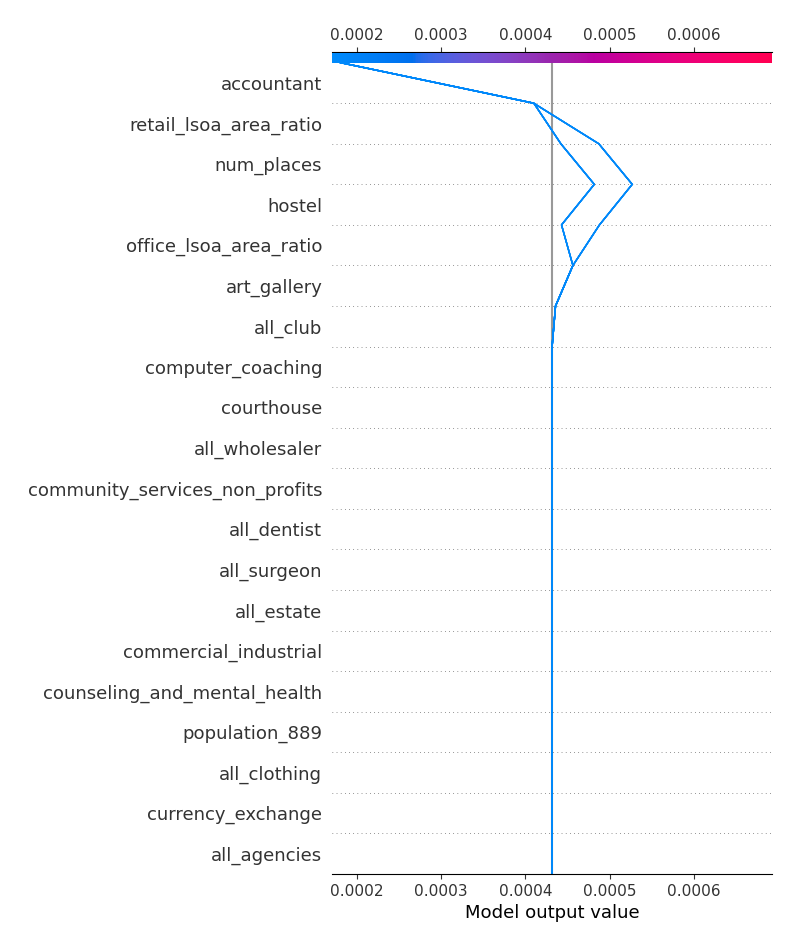 0.0002 0.0003 0.0004 0.0005 0.0006
accountant
retail_lsoa_area_ratio
num_places
hostel
office_lsoa_area_ratio
art_gallery
all_club
computer_coaching
courthouse
all_wholesaler
community_services_non_profits
all_dentist
all_surgeon
all_estate
commercial_industrial
counseling_and_mental_health
population_889
all_clothing
currency_exchange
all_agencies
0.0002 0.0003 0.0004 0.0005 0.0006
Model output value